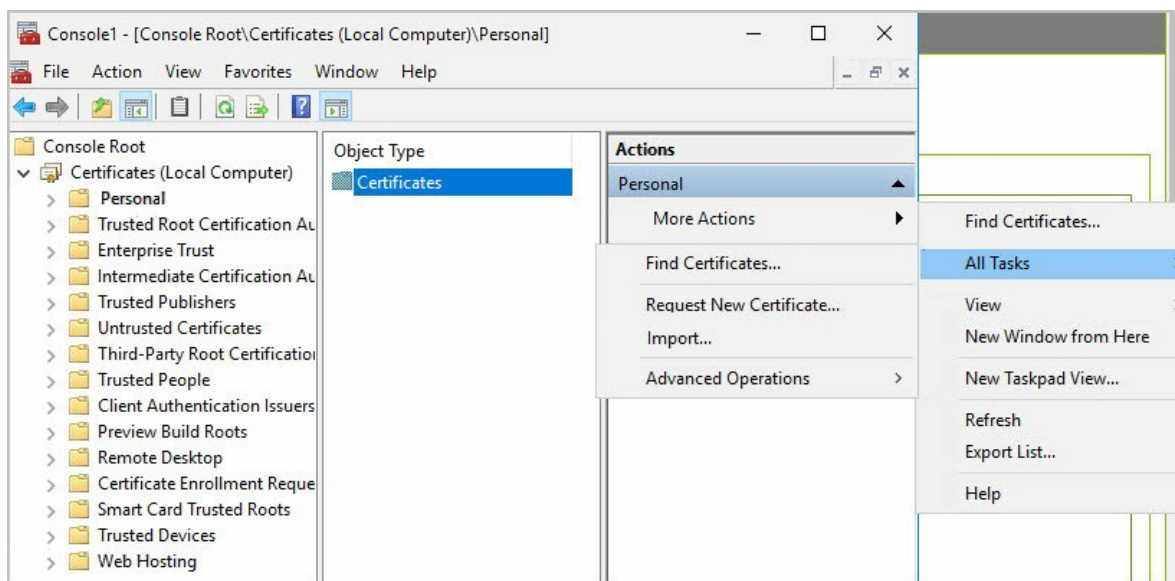 Console1 - [Console Root\Certificates (Local Computer)\Personal]
File Action View Favorites Window Help
Console Root
Certificates (Local Computer)
Personal
Trusted Root Certification Au
Enterprise Trust
Intermediate Certification Au
Trusted Publishers
Untrusted Certificates
Third-Party Root Certification
Trusted People
Client Authentication Issuers
Preview Build Roots
Remote Desktop
Certificate Enrollment Reque
Smart Card Trusted Roots
Trusted Devices
Web Hosting
Object Type
Certificates
Actions
Personal
More Actions
Find Certificates...
Request New Certificate...
Import...
Advanced Operations
Find Certificates...
All Tasks
View
New Window from Here
New Taskpad View...
Refresh
Export List...
Help